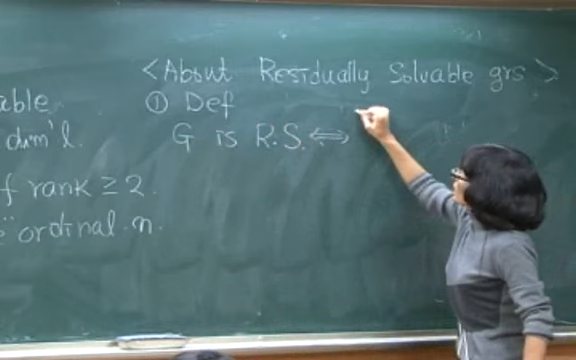 able.
dim'l.
f rank ≥ 2.
ordinal n.
<About Residually Solvable grs>
① Def
G is R.S. ⟺